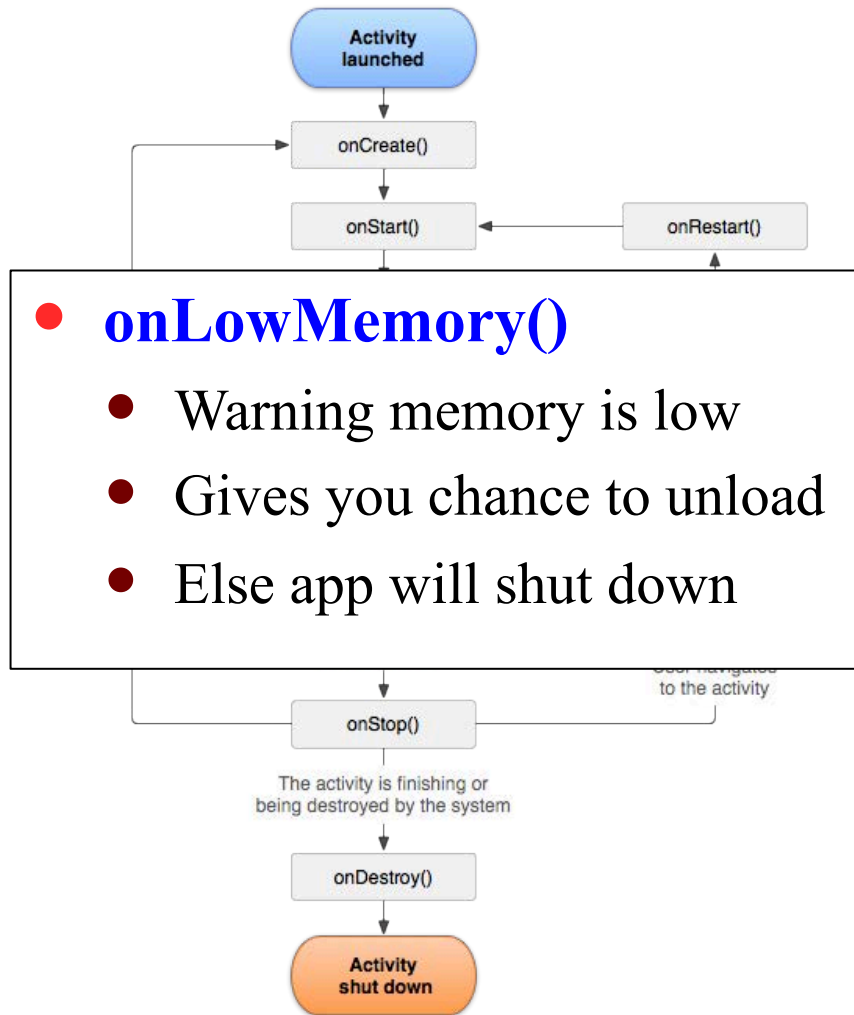 Activity
launched
onCreate()
onStart()
onRestart()
• onLowMemory()
• Warning memory is low
• Gives you chance to unload
• Else app will shut down
to the activity
onStop()
The activity is finishing or
being destroyed by the system
onDestroy()
Activity
shut down